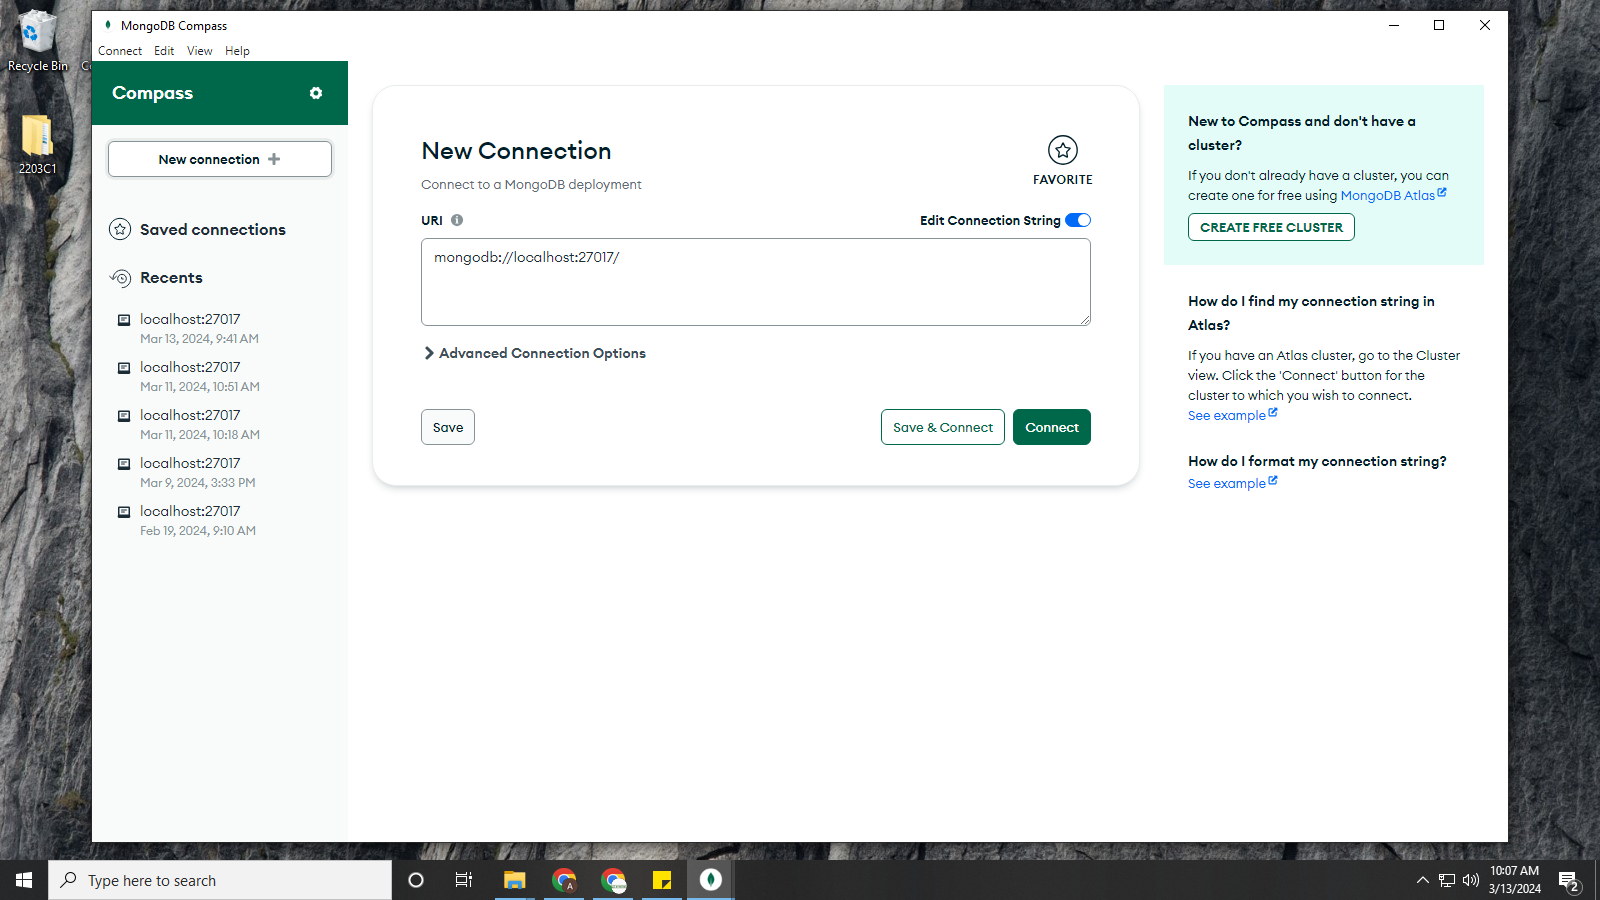 Recycle Bin
2203C1
MongoDB Compass
Connect Edit View Help
Compass
New connection
Saved connections
Recents
localhost:27017
Mar 13, 2024, 9:41 AM
localhost:27017
Mar 11, 2024, 10:51 AM
localhost:27017
Mar 11, 2024, 10:18 AM
localhost:27017
Mar 9, 2024, 3:33 PM
localhost:27017
Feb 19, 2024, 9:10 AM
New Connection
Connect to a MongoDB deployment
FAVORITE
URI
Edit Connection String
mongodb://localhost:27017/
Advanced Connection Options
Save
Save & Connect
Connect
New to Compass and don't have a
cluster?
If you don't already have a cluster, you can
create one for free using MongoDB Atlas
CREATE FREE CLUSTER
How do I find my connection string in
Atlas?
If you have an Atlas cluster, go to the Cluster
view. Click the 'Connect' button for the
cluster to which you wish to connect.
See example
How do I format my connection string?
See example
Type here to search
A
10:07 AM
3/13/2024
2